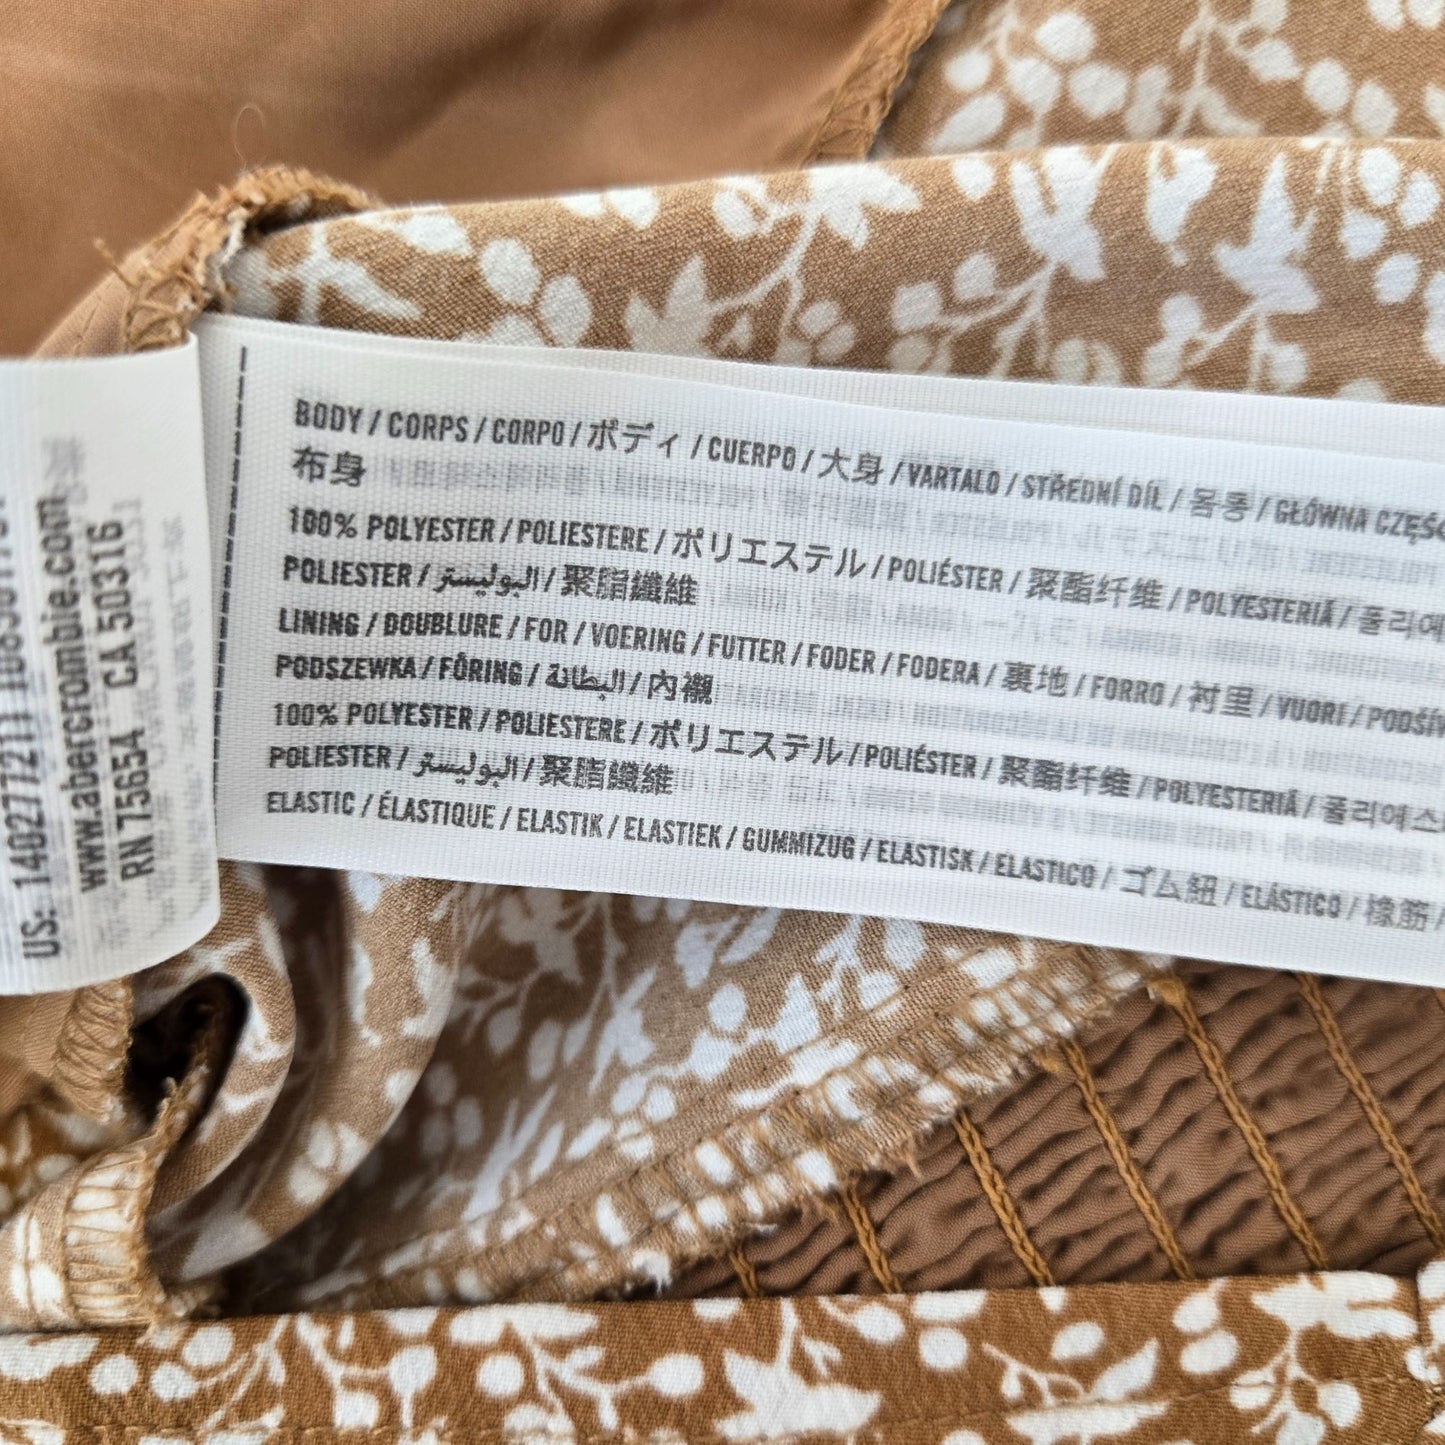 www.abercrombie.com
RN 75654 CA 50316
BODY / CORPS / CORPO / ボディ / CUERPO / 大身 / VARTALO / STŘEDNÍ DÍL / 몸통 / GŁÓWNA
布身
100% POLYESTER / POLIESTERE / ポリエステル / POLIÉSTER / 聚酯纤维 / POLYESTERIÄ /
POLIESTER / البوليستر / 聚脂纖維
LINING / DOUBLURE / FOR / VOERING / FUTTER / FODER / FODERA / 裏地 / FORRO / 衬里 / VUORI /
PODSZEWKA / FÔRING / البطانة / 內襯
100% POLYESTER / POLIESTERE / ポリエステル / POLIÉSTER / 聚酯纤维 / POLYESTERIÄ /
POLIESTER / البوليستر / 聚脂纖維
ELASTIC / ÉLASTIQUE / ELASTIK / ELASTIEK / GUMMIZUG / ELASTISK / ELASTICO / ゴム紐 / ELÁSTICO / 橡筋 /